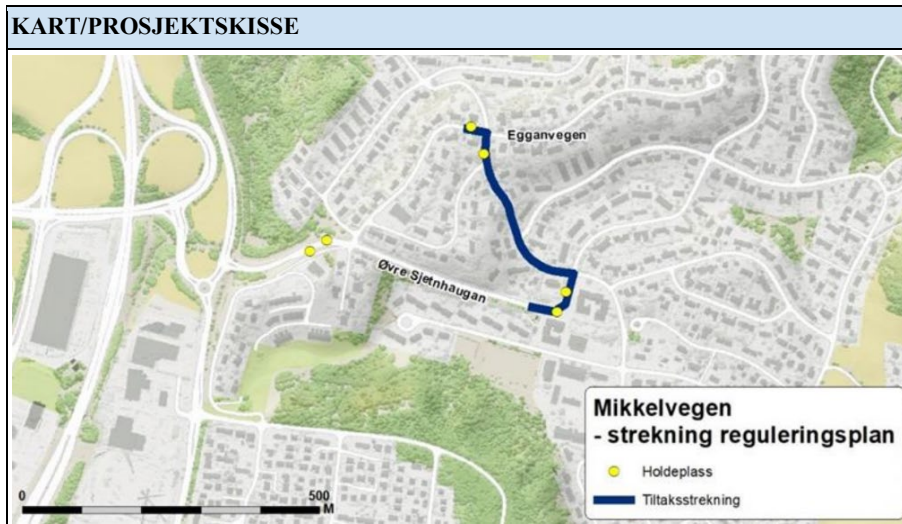 KART/PROSJEKTSKISSE
Egganvegen
Øvre Sjetnhaugan
Mikkelvegen
- strekning reguleringsplan
Holdeplass
Tiltaksstrekning
0 500
M